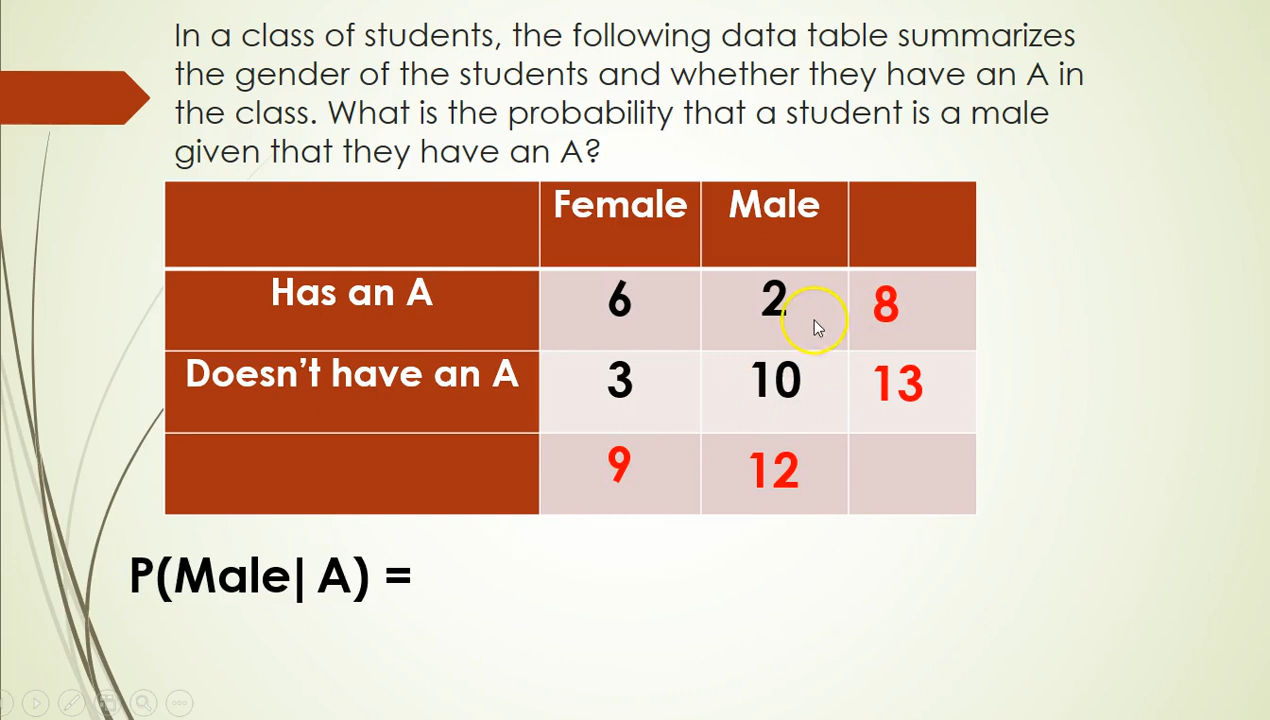 In a class of students, the following data table summarizes
the gender of the students and whether they have an A in
the class. What is the probability that a student is a male
given that they have an A?
Female Male
Has an A 6 2 8
Doesn't have an A 3 10 13
9 12
P(Male| A) =